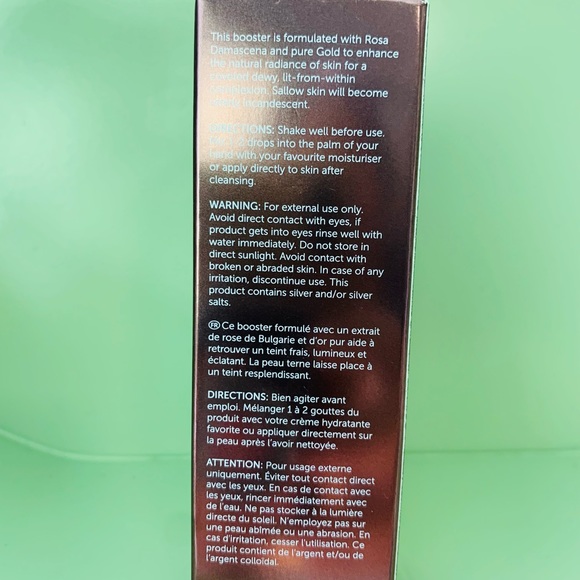 This booster is formulated with Rosa
Damascena and pure Gold to enhance
the natural radiance of skin for a
dewy, lit-from-within
Sallow skin will become
incandescent.
DIRECTIONS: Shake well before use.
drops into the palm of your
hand with your favourite moisturiser
or apply directly to skin after
cleansing.
WARNING: For external use only.
Avoid direct contact with eyes, if
product gets into eyes rinse well with
water immediately. Do not store in
direct sunlight. Avoid contact with
broken or abraded skin. In case of any
irritation, discontinue use. This
product contains silver and/or silver
salts.
FR Ce booster formulé avec un extrait
de rose de Bulgarie et d'or pur aide à
retrouver un teint frais, lumineux et
éclatant. La peau terne laisse place à
un teint resplendissant.
DIRECTIONS: Bien agiter avant
emploi. Mélanger 1 à 2 gouttes du
produit avec votre crème hydratante
favorite ou appliquer directement sur
la peau après l'avoir nettoyée.
ATTENTION: Pour usage externe
uniquement. Éviter tout contact direct
avec les yeux. En cas de contact avec
les yeux, rincer immédiatement avec
de l'eau. Ne pas stocker à la lumière
directe du soleil. N'employez pas sur
une peau abîmée ou une abrasion. En
cas d'irritation, cesser l'utilisation. Ce
produit contient de l'argent et/ou de
l'argent colloïdal.